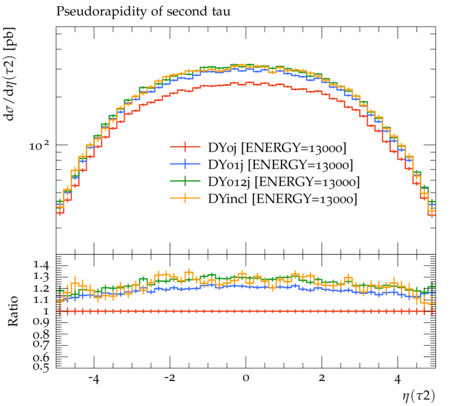 Pseudorapidity of second tau
dσ/dη(τ2) [pb]
10²
DY0j [ENERGY=13000]
DY01j [ENERGY=13000]
DY012j [ENERGY=13000]
DYincl [ENERGY=13000]
Ratio
1.4
1.3
1.2
1.1
1
0.9
0.8
0.7
0.6
0.5
-4 -2 0 2 4
η(τ2)